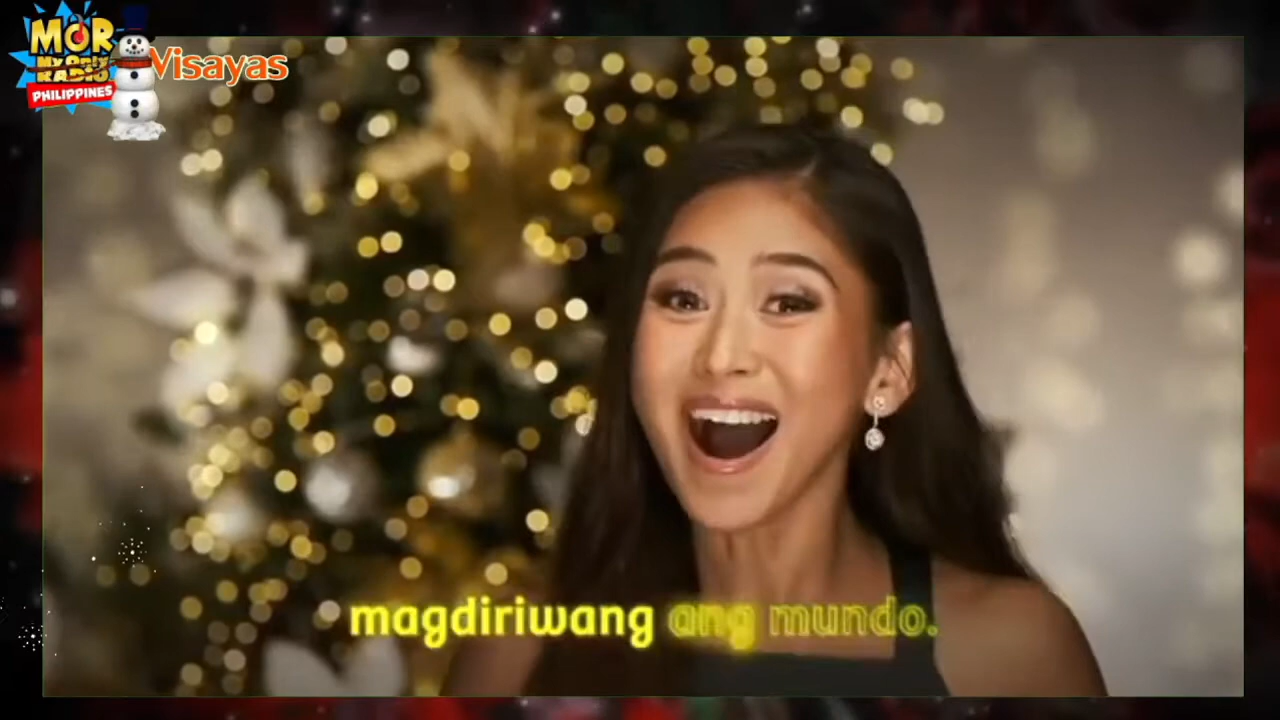 MOR
My Only
RADIO
PHILIPPINES
Visayas
magdiriwang ang mundo.